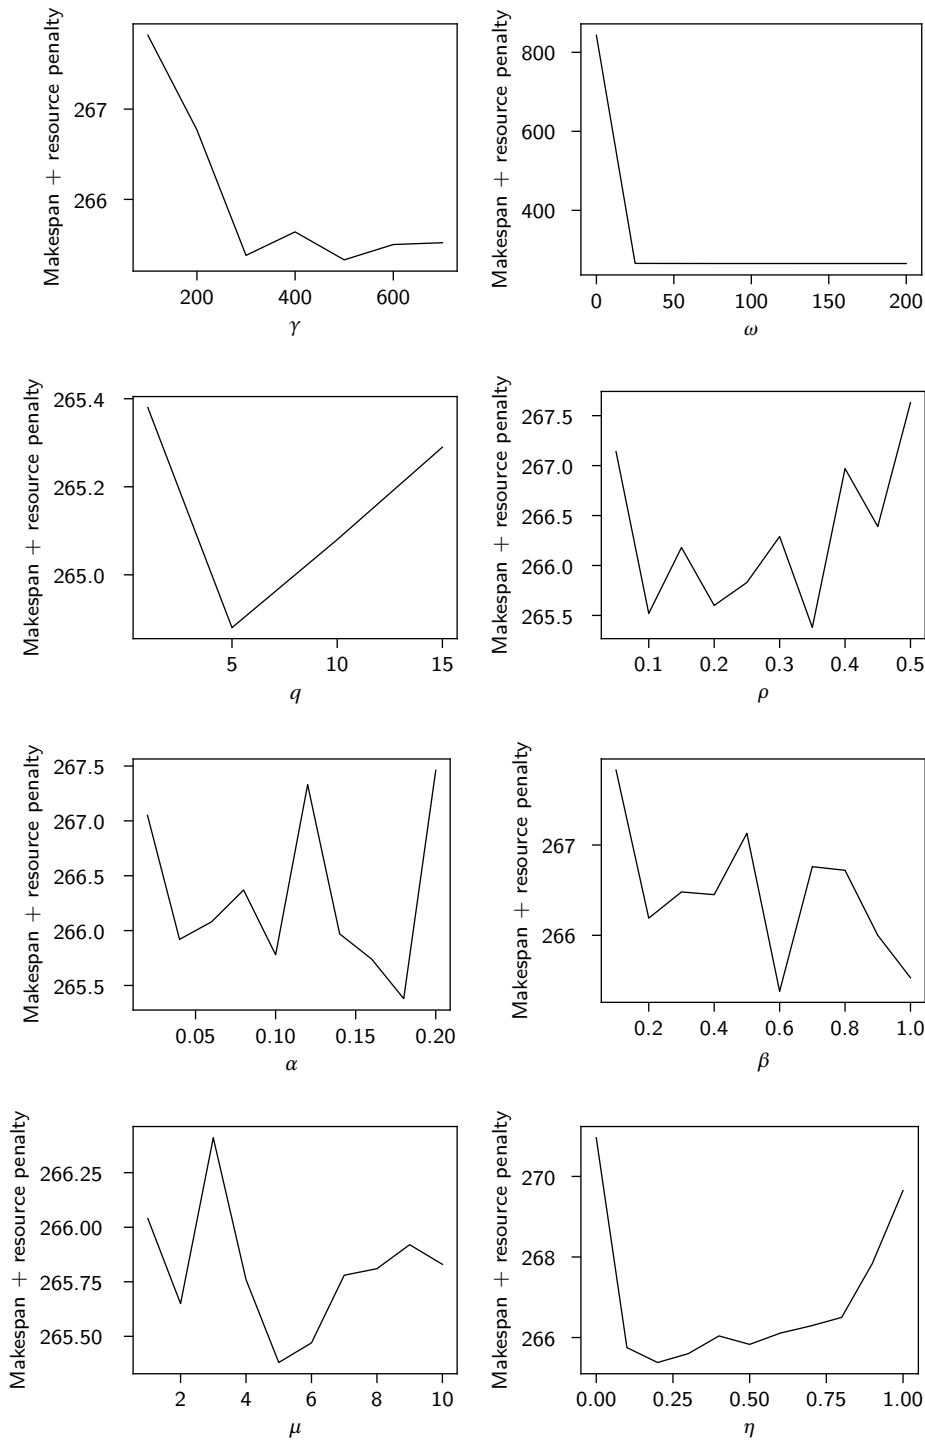 Makespan + resource penalty
267
266
200 400 600
γ
Makespan + resource penalty
800
600
400
0 50 100 150 200
ω
Makespan + resource penalty
265.4
265.2
265.0
5 10 15
q
Makespan + resource penalty
267.5
267.0
266.5
266.0
265.5
0.1 0.2 0.3 0.4 0.5
ρ
Makespan + resource penalty
267.5
267.0
266.5
266.0
265.5
0.05 0.10 0.15 0.20
α
Makespan + resource penalty
267
266
0.2 0.4 0.6 0.8 1.0
β
Makespan + resource penalty
266.25
266.00
265.75
265.50
2 4 6 8 10
μ
Makespan + resource penalty
270
268
266
0.00 0.25 0.50 0.75 1.00
η